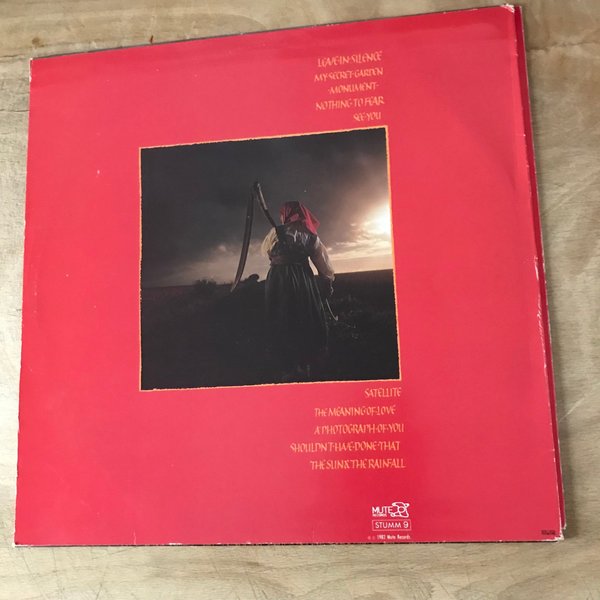 LEAVE·IN·SILENCE
MY·SECRET·GARDEN
·MONUMENT·
NOTHING·TO·FEAR
SEE·YOU
SATELLITE
THE MEANING·OF·LOVE
A·PHOTOGRAPH·OF·YOU
SHOULDN'T·HAVE·DONE·THAT
THE SUN & THE RAINFALL
MUTE
RECORDS
STUMM 9
℗ © 1982 Mute Records